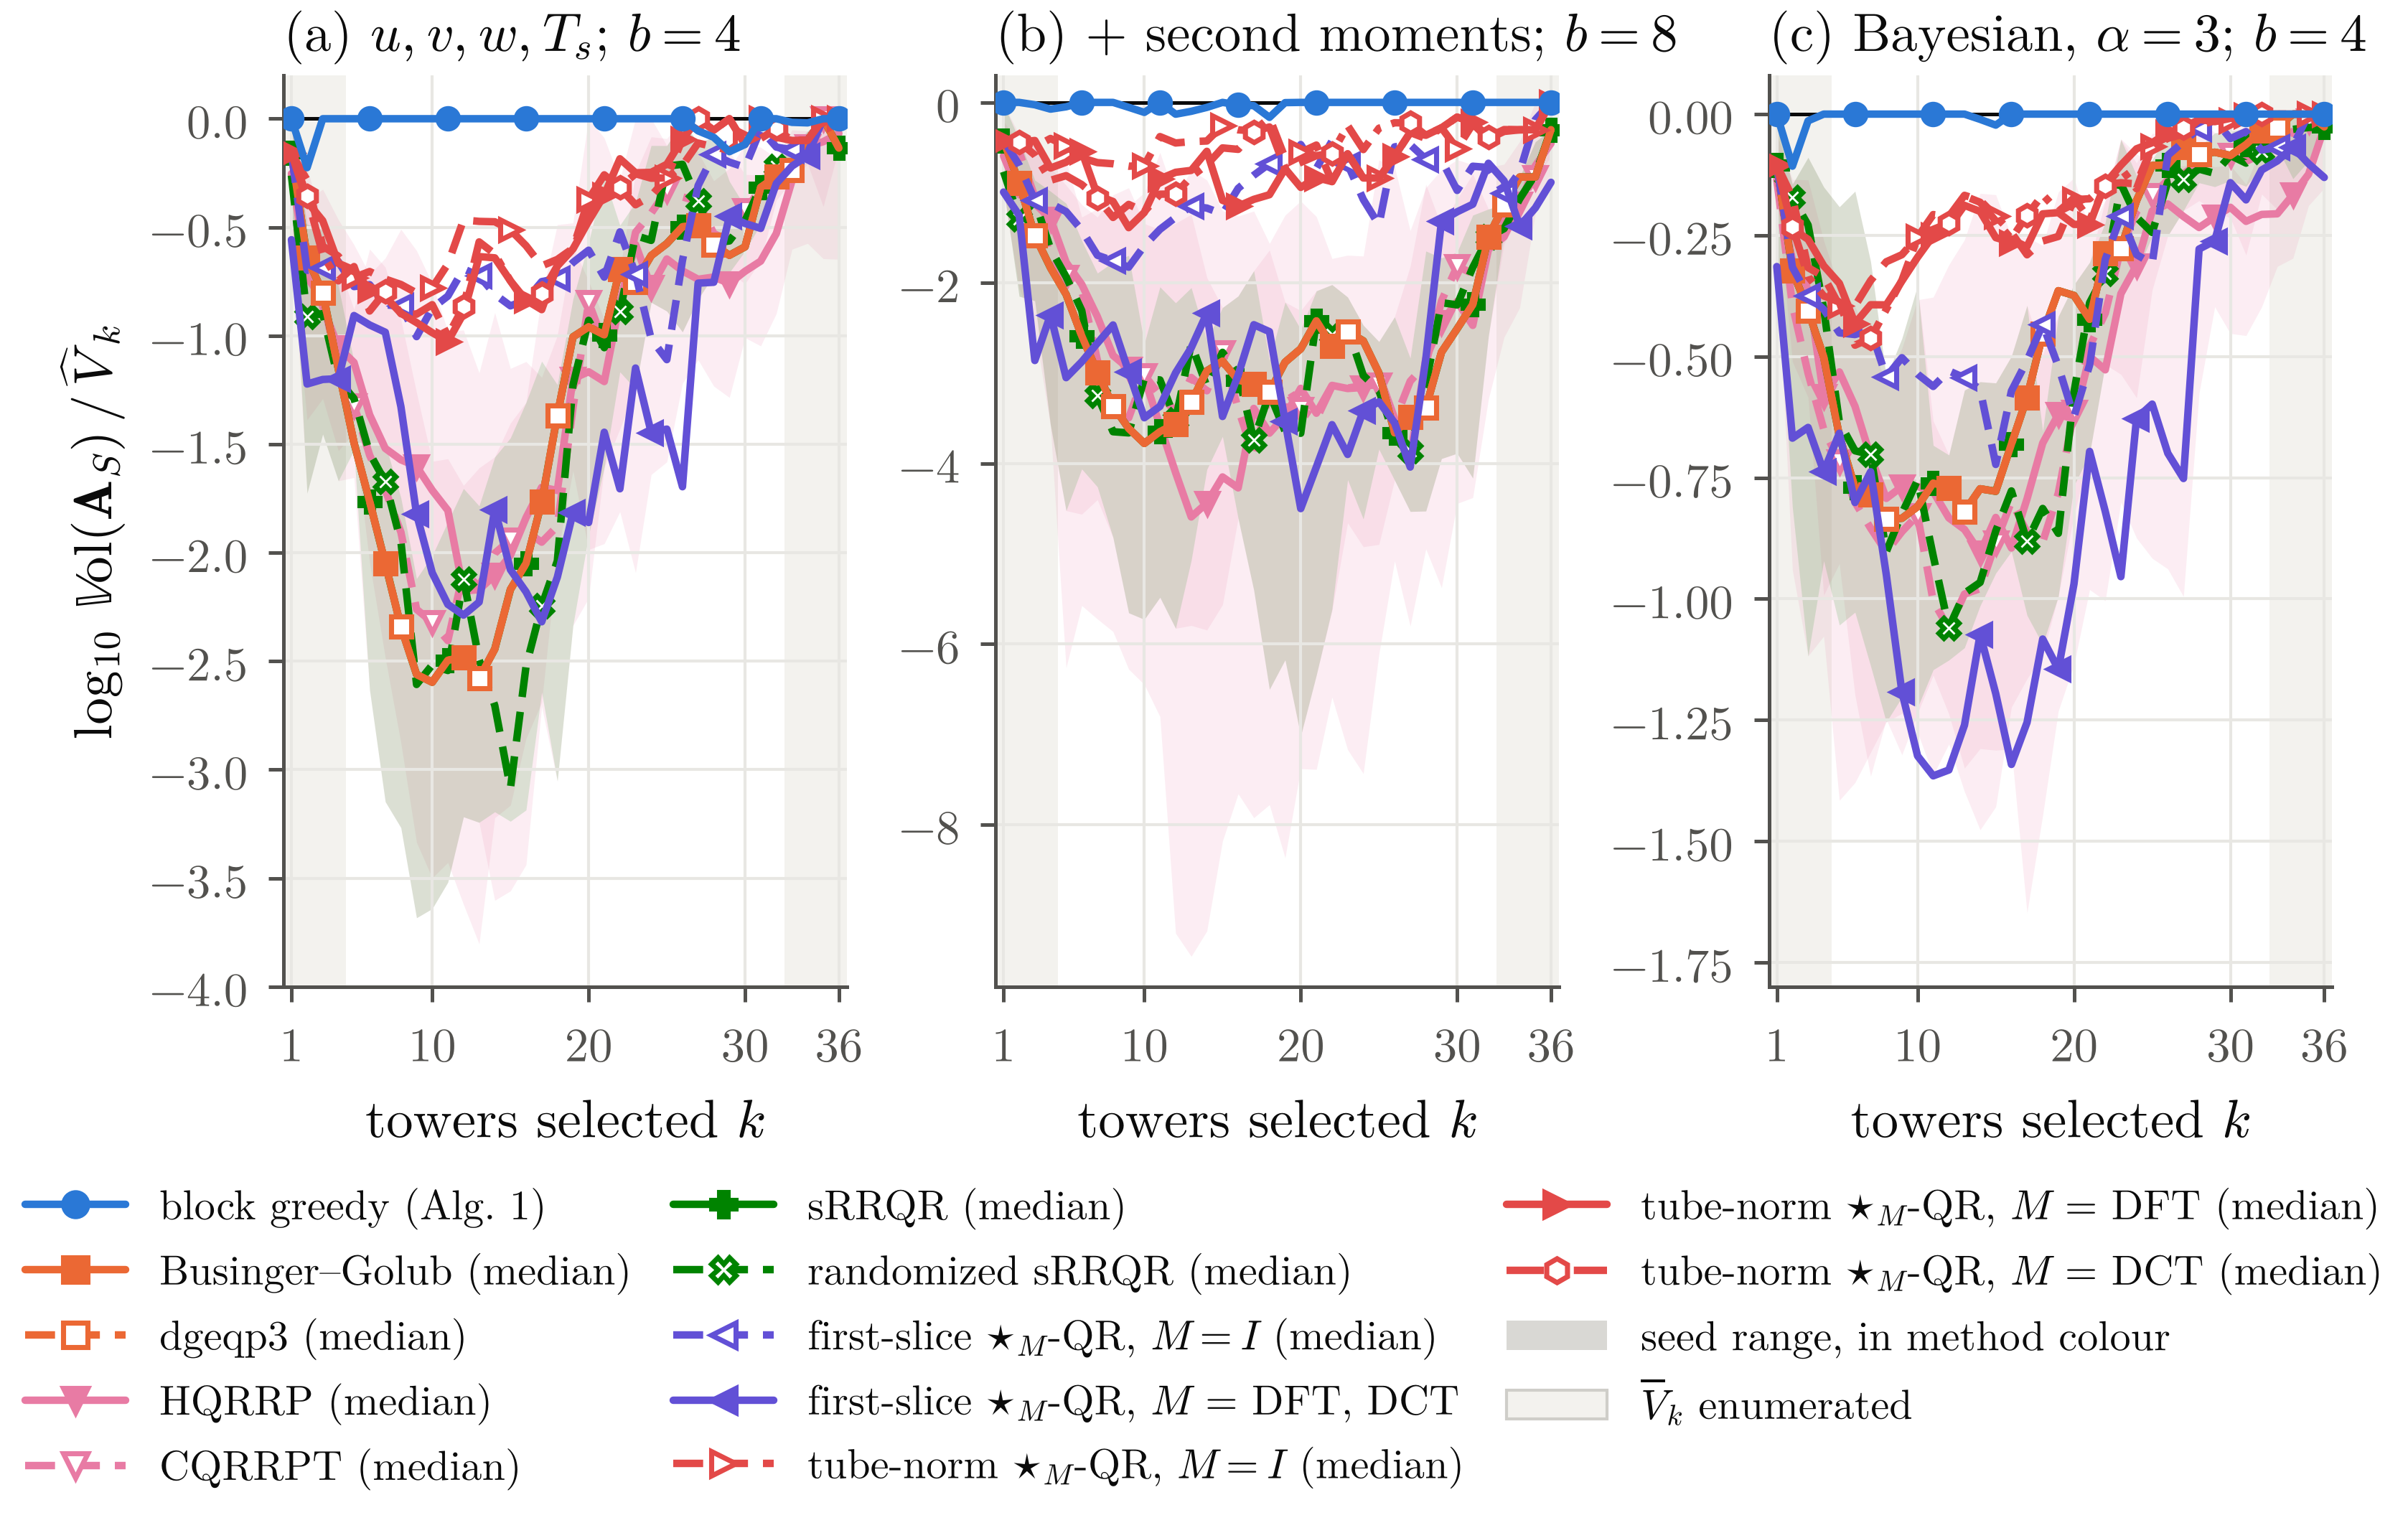 (a) u, v, w, T_s; b = 4
(b) + second moments; b = 8
(c) Bayesian, α = 3; b = 4
log₁₀ 𝕍ol(𝐀_S) / V̂_k
0.0
−0.5
−1.0
−1.5
−2.0
−2.5
−3.0
−3.5
−4.0
1 10 20 30 36
towers selected k
0
−2
−4
−6
−8
1 10 20 30 36
towers selected k
0.00
−0.25
−0.50
−0.75
−1.00
−1.25
−1.50
−1.75
1 10 20 30 36
towers selected k
block greedy (Alg. 1)
Businger–Golub (median)
dgeqp3 (median)
HQRRP (median)
CQRRPT (median)
sRRQR (median)
randomized sRRQR (median)
first-slice ⋆_M-QR, M = I (median)
first-slice ⋆_M-QR, M = DFT, DCT
tube-norm ⋆_M-QR, M = I (median)
tube-norm ⋆_M-QR, M = DFT (median)
tube-norm ⋆_M-QR, M = DCT (median)
seed range, in method colour
V̅_k enumerated